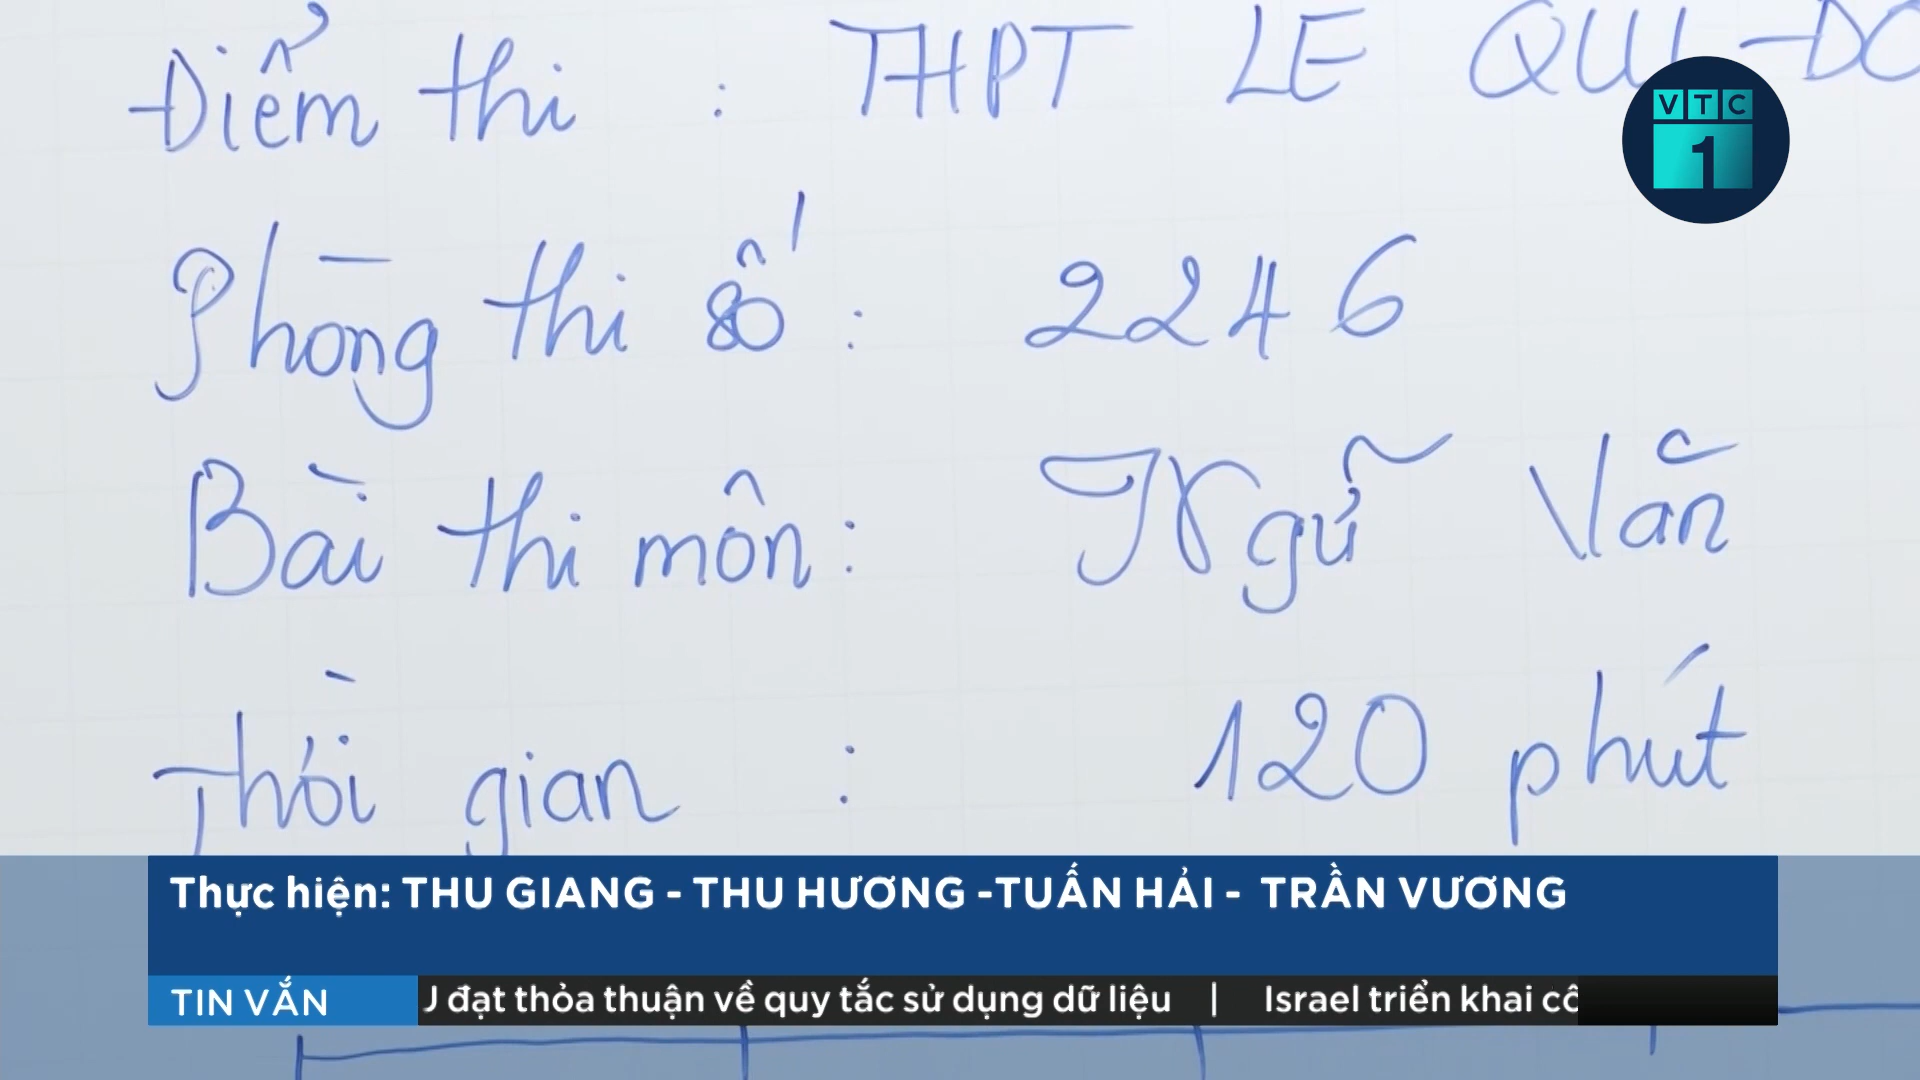 Điểm thi : THPT LE QUI-ĐO
VTC
1
Phòng thi số : 2246
Bài thi môn : Ngữ Văn
Thời gian : 120 phút
Thực hiện: THU GIANG - THU HƯƠNG -TUẤN HẢI - TRẦN VƯƠNG
TIN VẮN
đạt thỏa thuận về quy tắc sử dụng dữ liệu | Israel triển khai